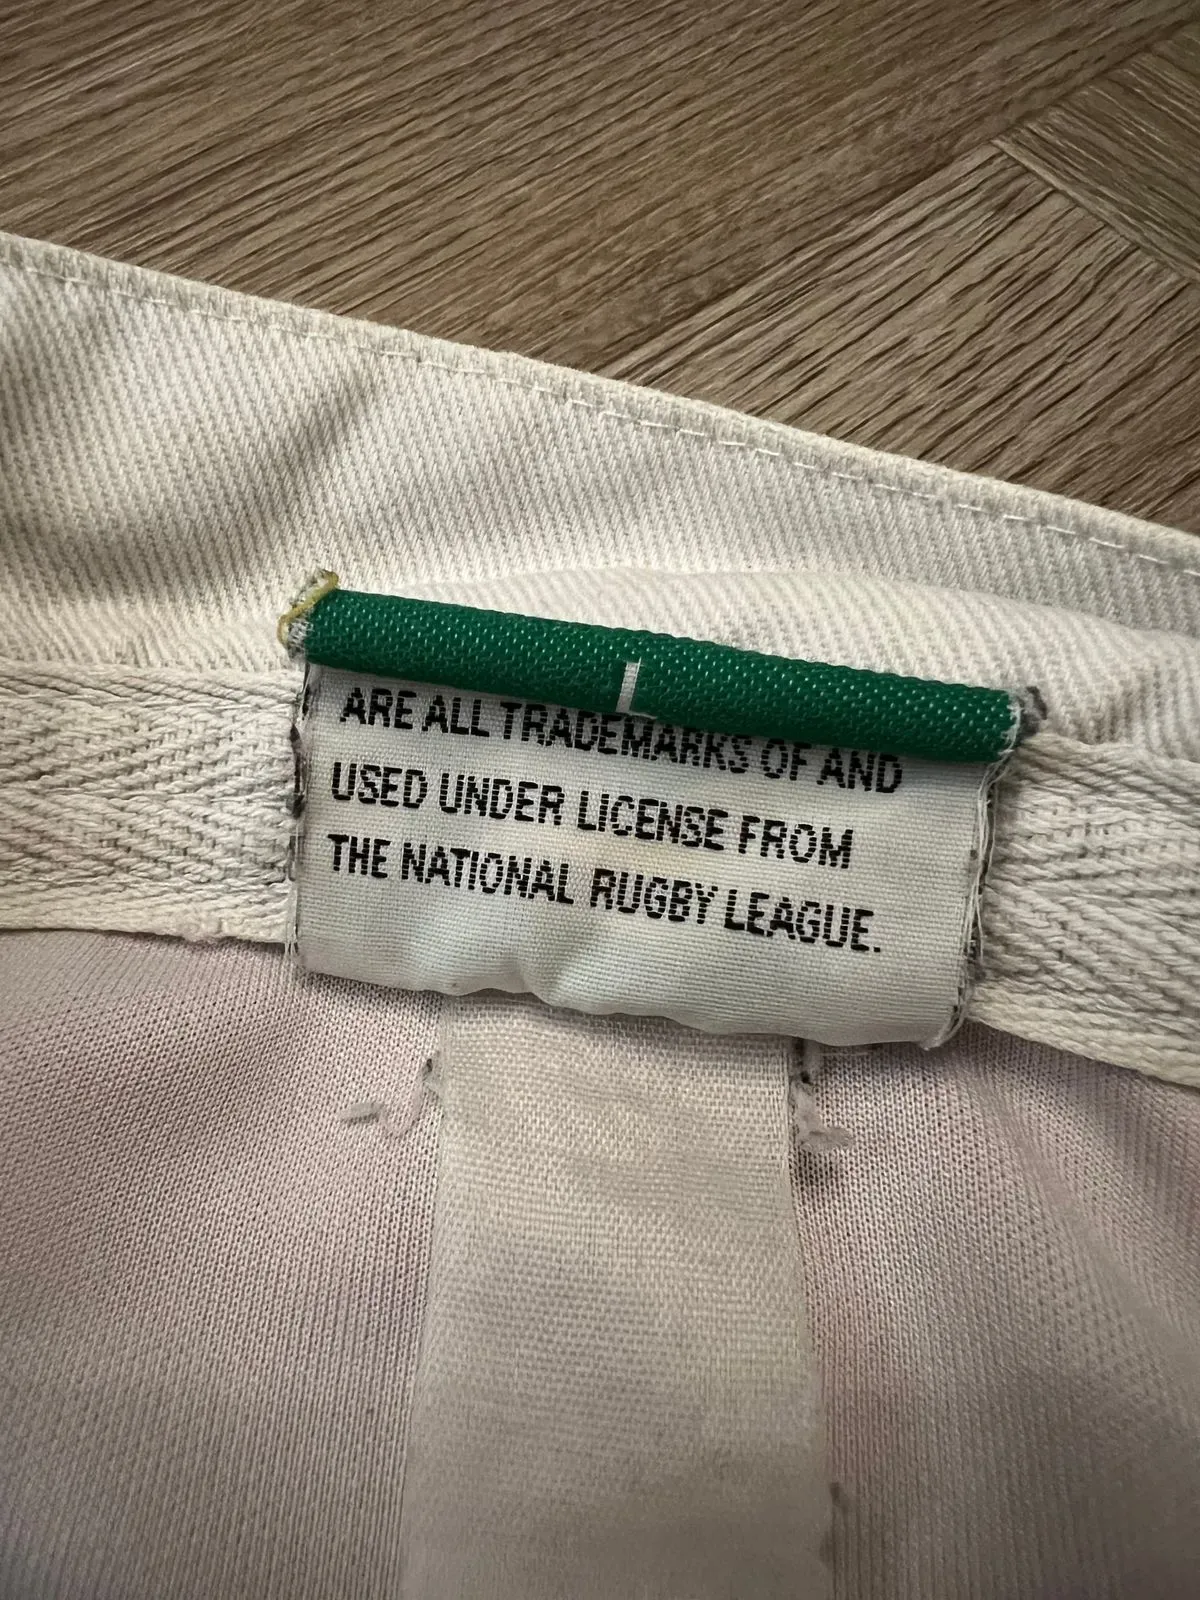 L
ARE ALL TRADEMARKS OF AND
USED UNDER LICENSE FROM
THE NATIONAL RUGBY LEAGUE.